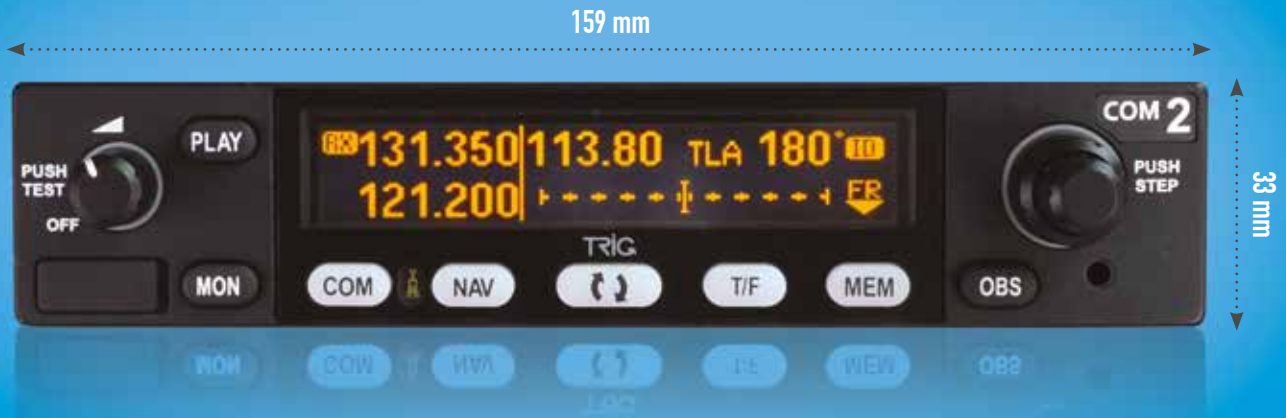 159 mm
33 mm
COM 2
PUSH TEST
OFF
PLAY
MON
RX 131.350 113.80 TLA 180° ID
121.200 FR
TRIG
COM
NAV
T/F
MEM
OBS
PUSH STEP